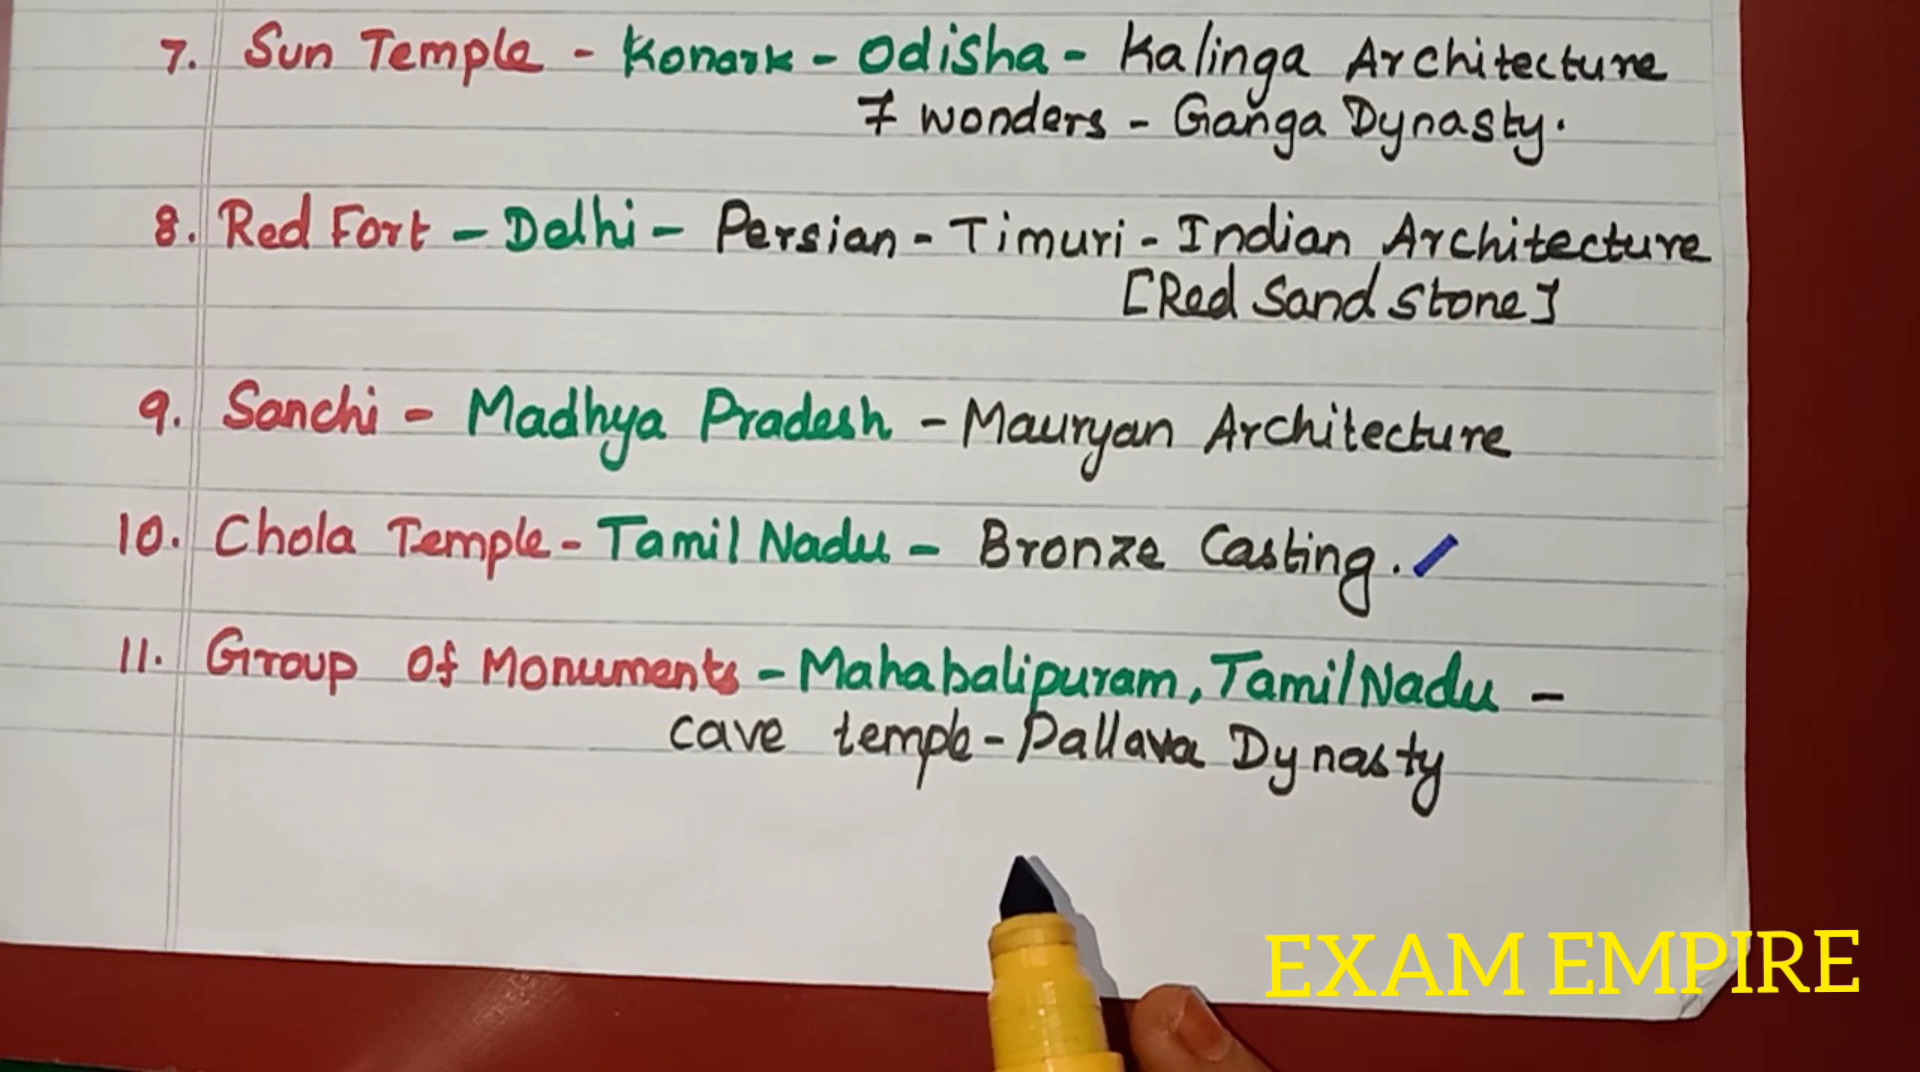 7. Sun Temple - Konark - Odisha - Kalinga Architecture
7 wonders - Ganga Dynasty.
8. Red Fort - Delhi - Persian - Timuri - Indian Architecture
[Red Sand Stone]
9. Sanchi - Madhya Pradesh - Mauryan Architecture
10. Chola Temple - Tamil Nadu - Bronze Casting.
11. Group Of Monuments - Mahabalipuram, Tamil Nadu -
cave temple - Pallava Dynasty
EXAM EMPIRE